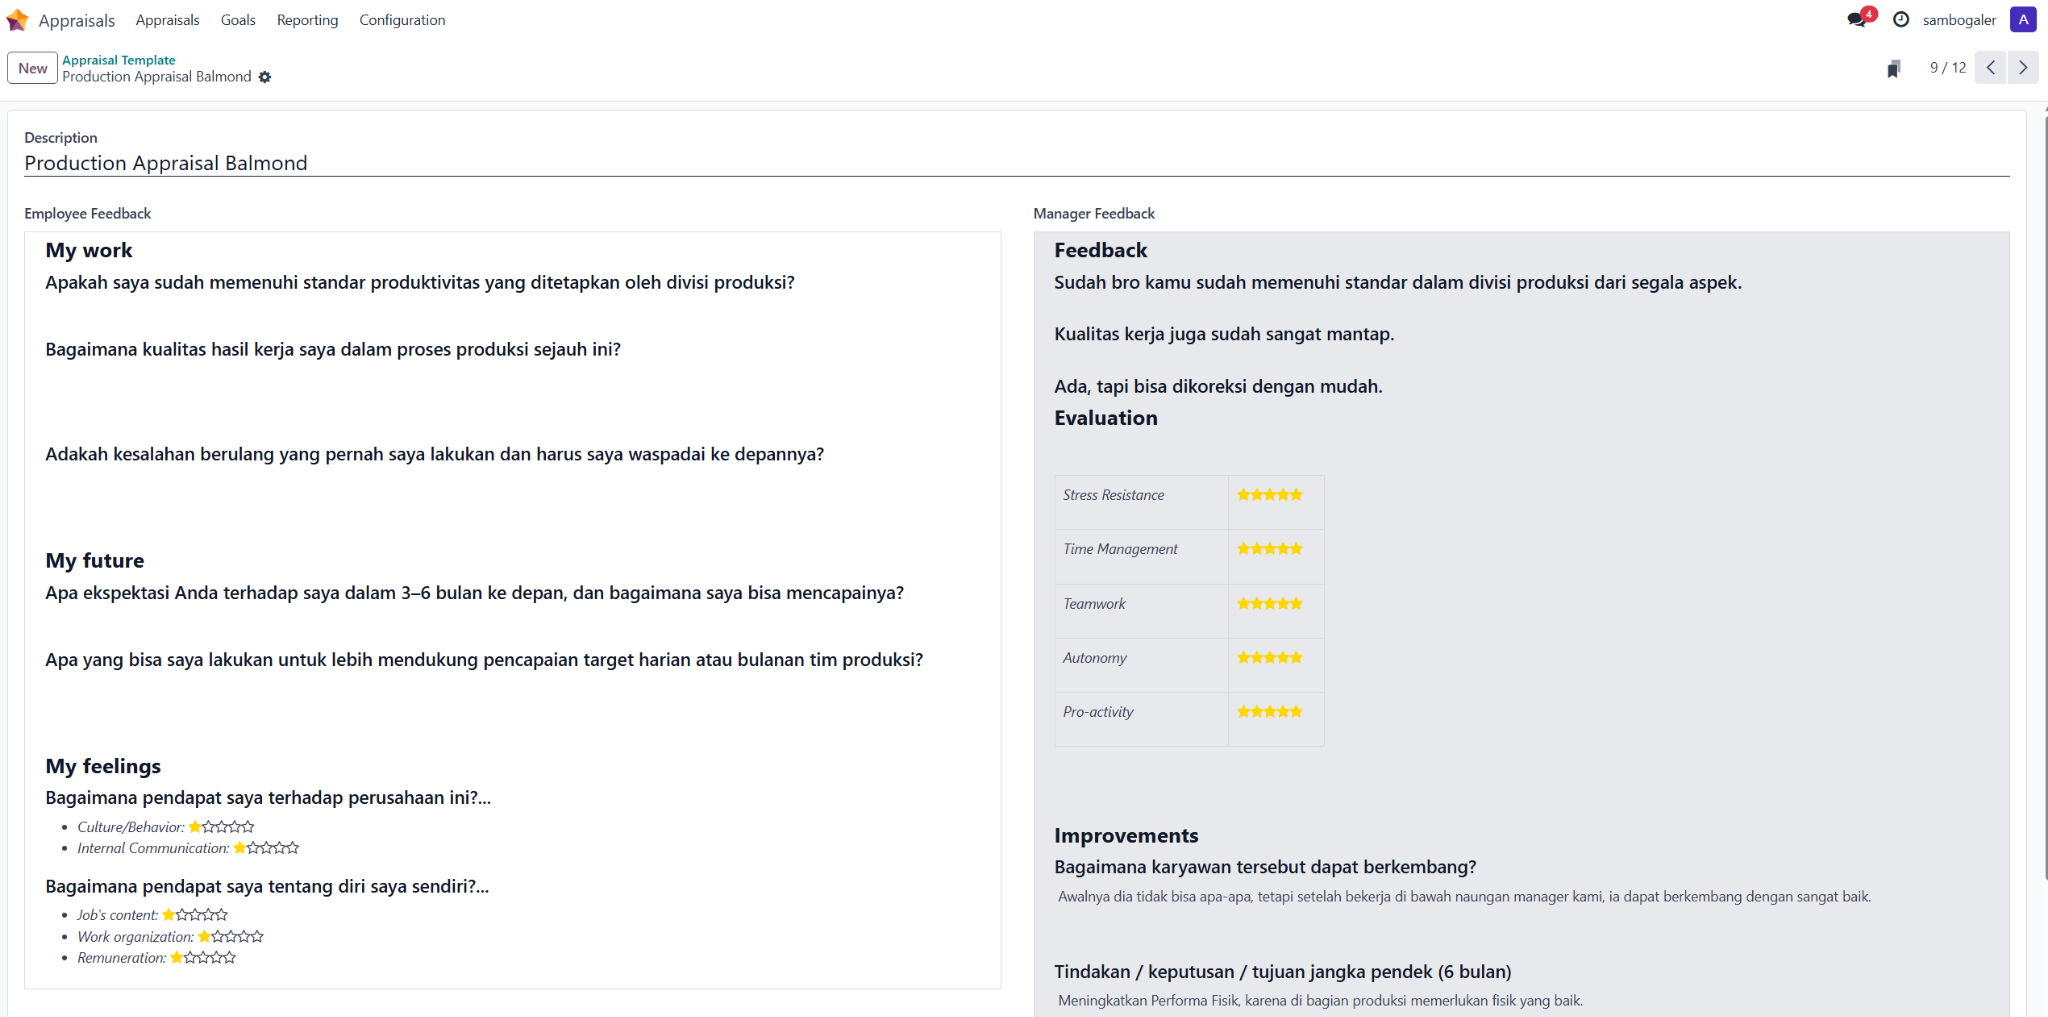 Appraisals Appraisals Goals Reporting Configuration 4 sambogaler A
New Appraisal Template
Production Appraisal Balmond
9 / 12
Description
Production Appraisal Balmond
Employee Feedback
My work
Apakah saya sudah memenuhi standar produktivitas yang ditetapkan oleh divisi produksi?
Bagaimana kualitas hasil kerja saya dalam proses produksi sejauh ini?
Adakah kesalahan berulang yang pernah saya lakukan dan harus saya waspadai ke depannya?
My future
Apa ekspektasi Anda terhadap saya dalam 3–6 bulan ke depan, dan bagaimana saya bisa mencapainya?
Apa yang bisa saya lakukan untuk lebih mendukung pencapaian target harian atau bulanan tim produksi?
My feelings
Bagaimana pendapat saya terhadap perusahaan ini?...
Culture/Behavior:
Internal Communication:
Bagaimana pendapat saya tentang diri saya sendiri?...
Job's content:
Work organization:
Remuneration:
Manager Feedback
Feedback
Sudah bro kamu sudah memenuhi standar dalam divisi produksi dari segala aspek.
Kualitas kerja juga sudah sangat mantap.
Ada, tapi bisa dikoreksi dengan mudah.
Evaluation
Stress Resistance
Time Management
Teamwork
Autonomy
Pro-activity
Improvements
Bagaimana karyawan tersebut dapat berkembang?
Awalnya dia tidak bisa apa-apa, tetapi setelah bekerja di bawah naungan manager kami, ia dapat berkembang dengan sangat baik.
Tindakan / keputusan / tujuan jangka pendek (6 bulan)
Meningkatkan Performa Fisik, karena di bagian produksi memerlukan fisik yang baik.